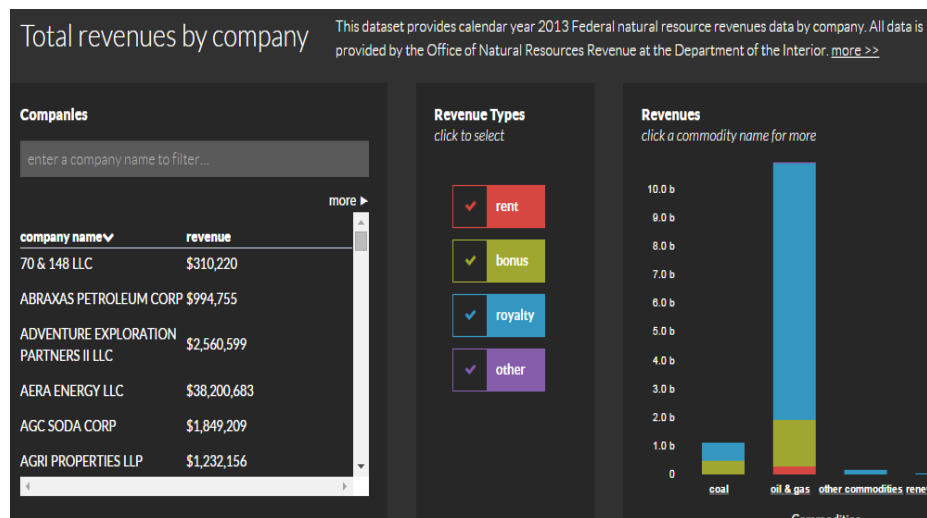 Total revenues by company
This dataset provides calendar year 2013 Federal natural resource revenues data by company. All data is
provided by the Office of Natural Resources Revenue at the Department of the Interior. more >>
Companies
enter a company name to filter...
more
company name revenue
70 & 148 LLC $310,220
ABRAXAS PETROLEUM CORP $994,755
ADVENTURE EXPLORATION
PARTNERS II LLC $2,560,599
AERA ENERGY LLC $38,200,683
AGC SODA CORP $1,849,209
AGRI PROPERTIES LLP $1,232,156
Revenue Types
click to select
rent
bonus
royalty
other
Revenues
click a commodity name for more
10.0 b
9.0 b
8.0 b
7.0 b
6.0 b
5.0 b
4.0 b
3.0 b
2.0 b
1.0 b
0
coal oil & gas other commodities